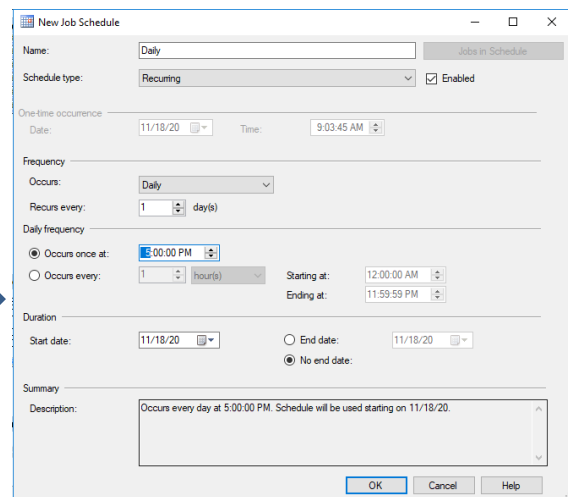 New Job Schedule
Name: Daily Jobs in Schedule
Schedule type: Recurring Enabled
One-time occurrence
Date: 11/18/20 Time: 9:03:45 AM
Frequency
Occurs: Daily
Recurs every: 1 day(s)
Daily frequency
Occurs once at: 5:00:00 PM
Occurs every: 1 hour(s) Starting at: 12:00:00 AM
Ending at: 11:59:59 PM
Duration
Start date: 11/18/20 End date: 11/18/20
No end date:
Summary
Description: Occurs every day at 5:00:00 PM. Schedule will be used starting on 11/18/20.
OK Cancel Help